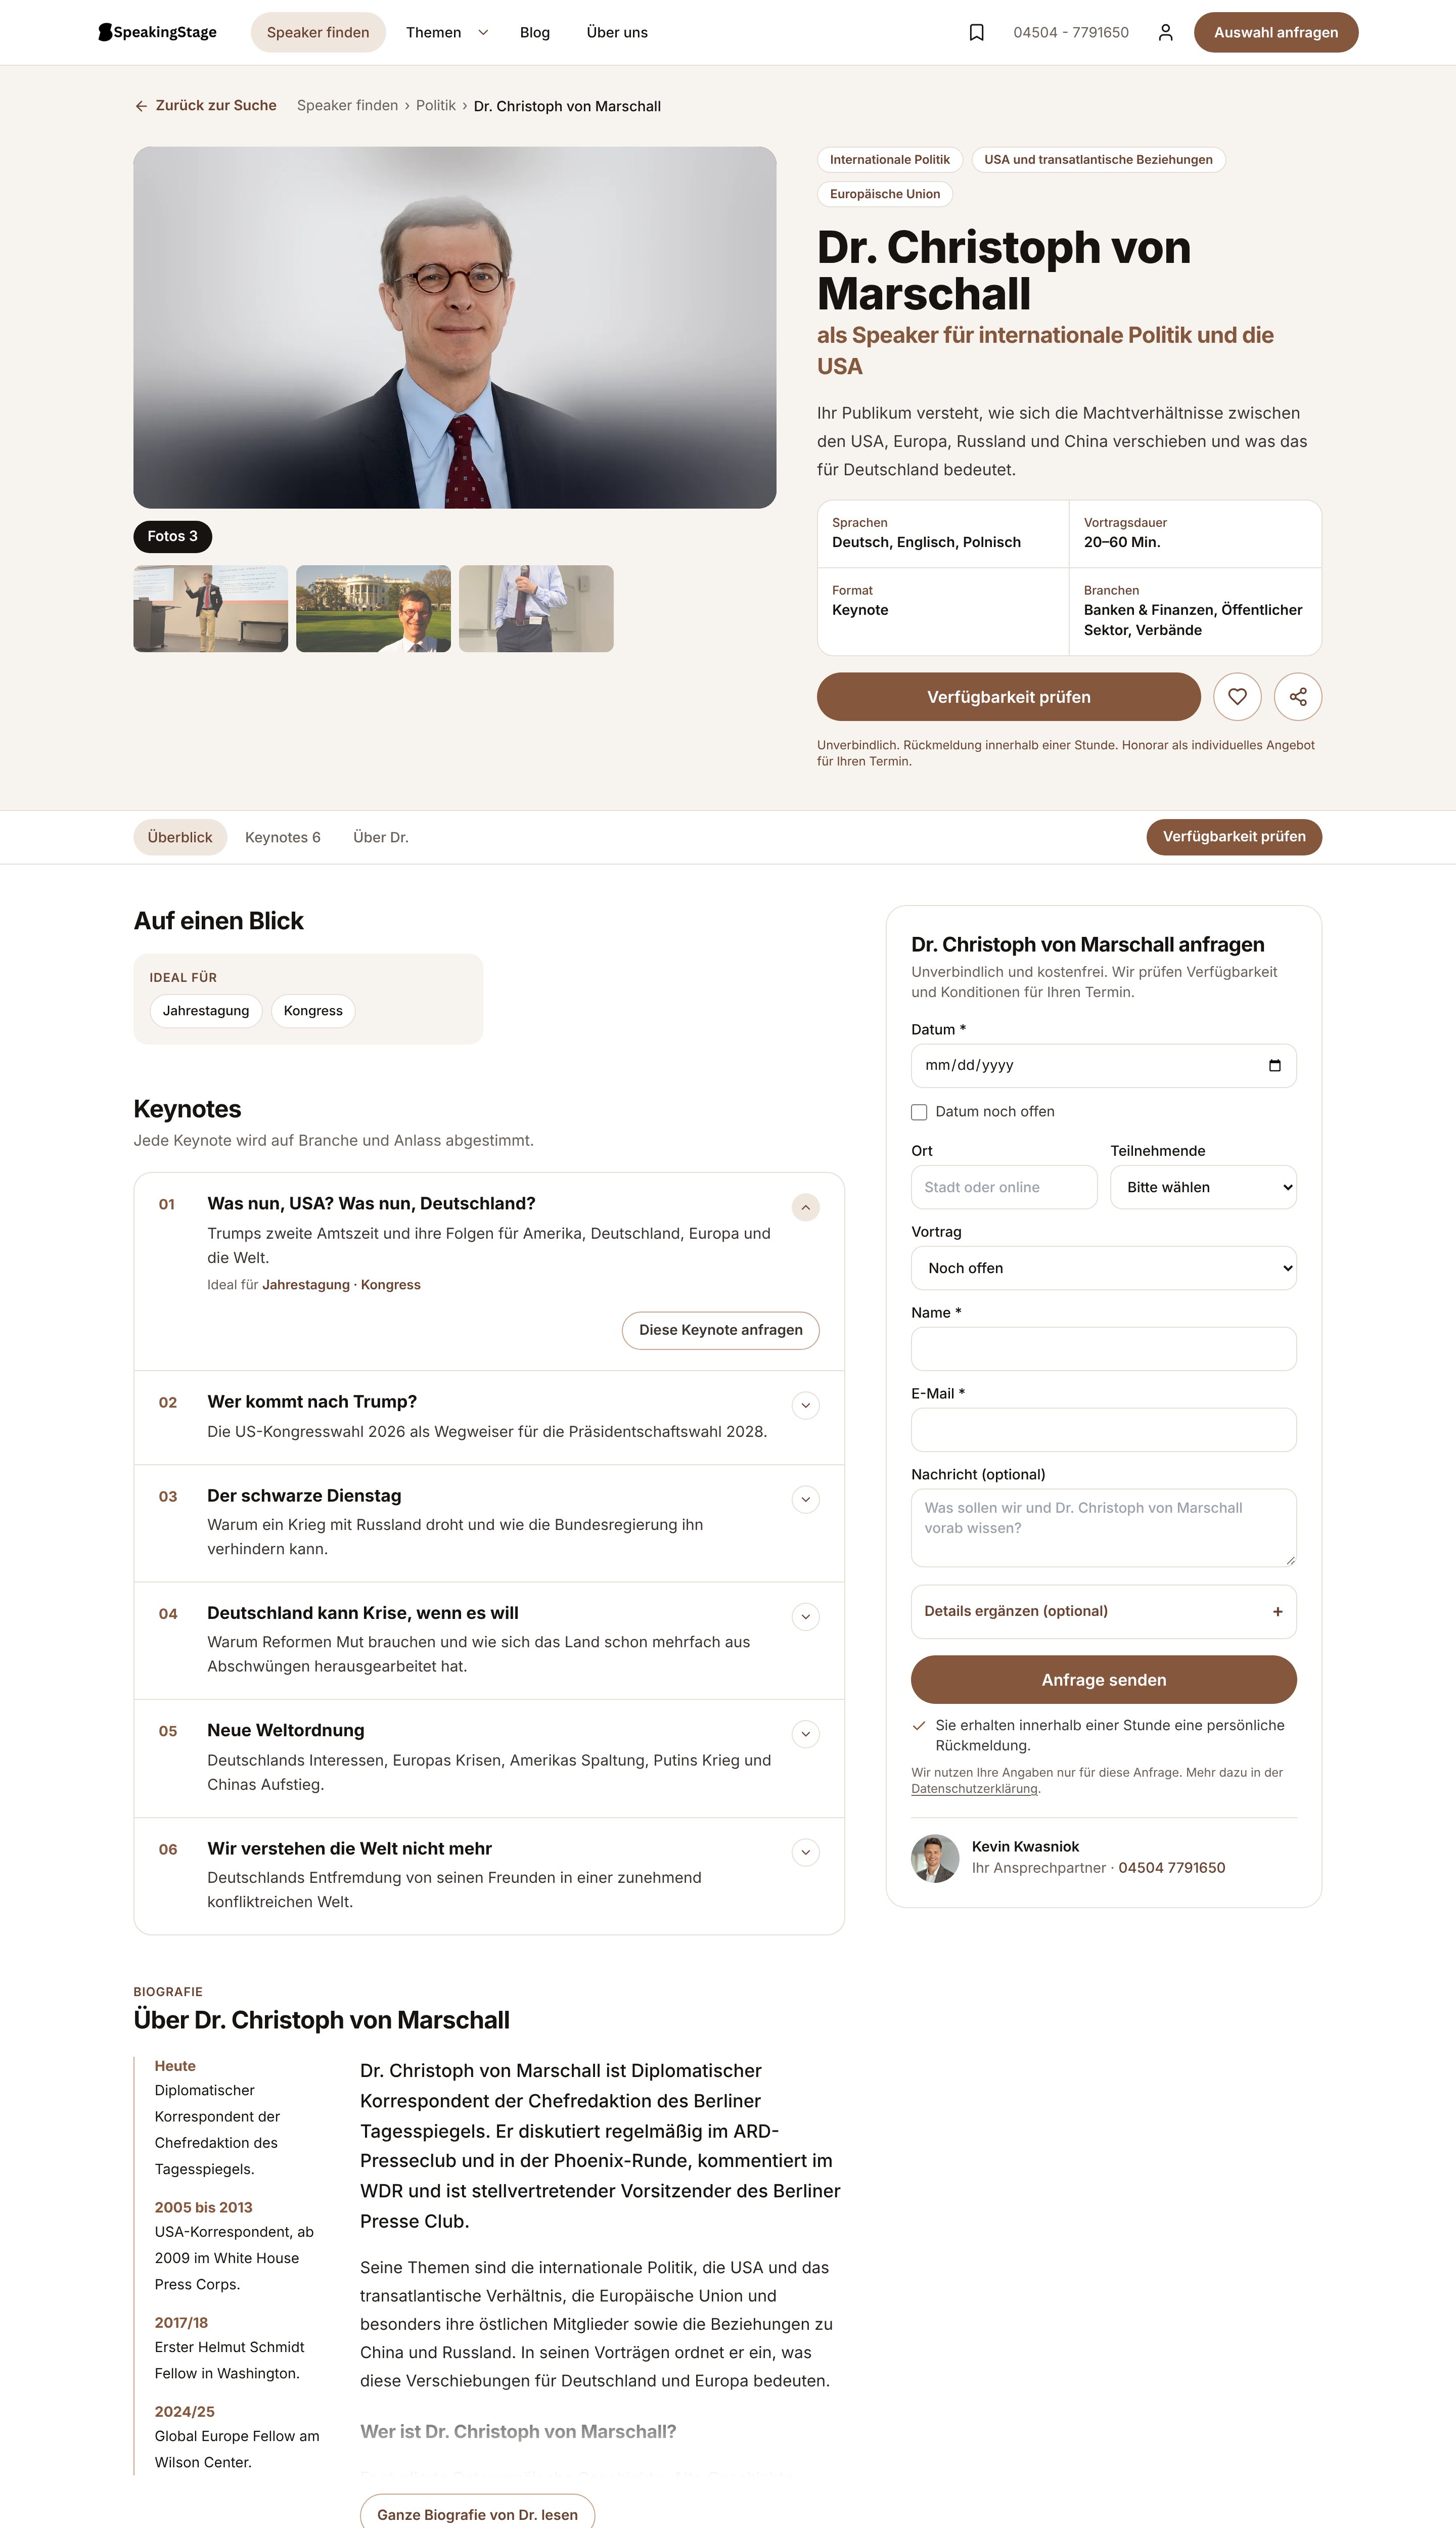 SpeakingStage
Speaker finden
Themen
Blog
Über uns
04504 - 7791650
Auswahl anfragen
Zurück zur Suche
Speaker finden › Politik › Dr. Christoph von Marschall
Internationale Politik
USA und transatlantische Beziehungen
Europäische Union
Dr. Christoph von
Marschall
als Speaker für internationale Politik und die
USA
Ihr Publikum versteht, wie sich die Machtverhältnisse zwischen
den USA, Europa, Russland und China verschieben und was das
für Deutschland bedeutet.
Sprachen
Deutsch, Englisch, Polnisch
Vortragsdauer
20–60 Min.
Format
Keynote
Branchen
Banken & Finanzen, Öffentlicher
Sektor, Verbände
Verfügbarkeit prüfen
Unverbindlich. Rückmeldung innerhalb einer Stunde. Honorar als individuelles Angebot
für Ihren Termin.
Fotos 3
Überblick
Keynotes 6
Über Dr.
Verfügbarkeit prüfen
Auf einen Blick
IDEAL FÜR
Jahrestagung
Kongress
Keynotes
Jede Keynote wird auf Branche und Anlass abgestimmt.
01
Was nun, USA? Was nun, Deutschland?
Trumps zweite Amtszeit und ihre Folgen für Amerika, Deutschland, Europa und
die Welt.
Ideal für Jahrestagung · Kongress
Diese Keynote anfragen
02
Wer kommt nach Trump?
Die US-Kongresswahl 2026 als Wegweiser für die Präsidentschaftswahl 2028.
03
Der schwarze Dienstag
Warum ein Krieg mit Russland droht und wie die Bundesregierung ihn
verhindern kann.
04
Deutschland kann Krise, wenn es will
Warum Reformen Mut brauchen und wie sich das Land schon mehrfach aus
Abschwüngen herausgearbeitet hat.
05
Neue Weltordnung
Deutschlands Interessen, Europas Krisen, Amerikas Spaltung, Putins Krieg und
Chinas Aufstieg.
06
Wir verstehen die Welt nicht mehr
Deutschlands Entfremdung von seinen Freunden in einer zunehmend
konfliktreichen Welt.
Dr. Christoph von Marschall anfragen
Unverbindlich und kostenfrei. Wir prüfen Verfügbarkeit
und Konditionen für Ihren Termin.
Datum *
mm/dd/yyyy
Datum noch offen
Ort
Teilnehmende
Stadt oder online
Bitte wählen
Vortrag
Noch offen
Name *
E-Mail *
Nachricht (optional)
Was sollen wir und Dr. Christoph von Marschall
vorab wissen?
Details ergänzen (optional)
+
Anfrage senden
Sie erhalten innerhalb einer Stunde eine persönliche
Rückmeldung.
Wir nutzen Ihre Angaben nur für diese Anfrage. Mehr dazu in der
Datenschutzerklärung.
Kevin Kwasniok
Ihr Ansprechpartner · 04504 7791650
BIOGRAFIE
Über Dr. Christoph von Marschall
Heute
Diplomatischer
Korrespondent der
Chefredaktion des
Tagesspiegels.
2005 bis 2013
USA-Korrespondent, ab
2009 im White House
Press Corps.
2017/18
Erster Helmut Schmidt
Fellow in Washington.
2024/25
Global Europe Fellow am
Wilson Center.
Dr. Christoph von Marschall ist Diplomatischer
Korrespondent der Chefredaktion des Berliner
Tagesspiegels. Er diskutiert regelmäßig im ARD-
Presseclub und in der Phoenix-Runde, kommentiert im
WDR und ist stellvertretender Vorsitzender des Berliner
Presse Club.
Seine Themen sind die internationale Politik, die USA und das
transatlantische Verhältnis, die Europäische Union und
besonders ihre östlichen Mitglieder sowie die Beziehungen zu
China und Russland. In seinen Vorträgen ordnet er ein, was
diese Verschiebungen für Deutschland und Europa bedeuten.
Wer ist Dr. Christoph von Marschall?
Ganze Biografie von Dr. lesen